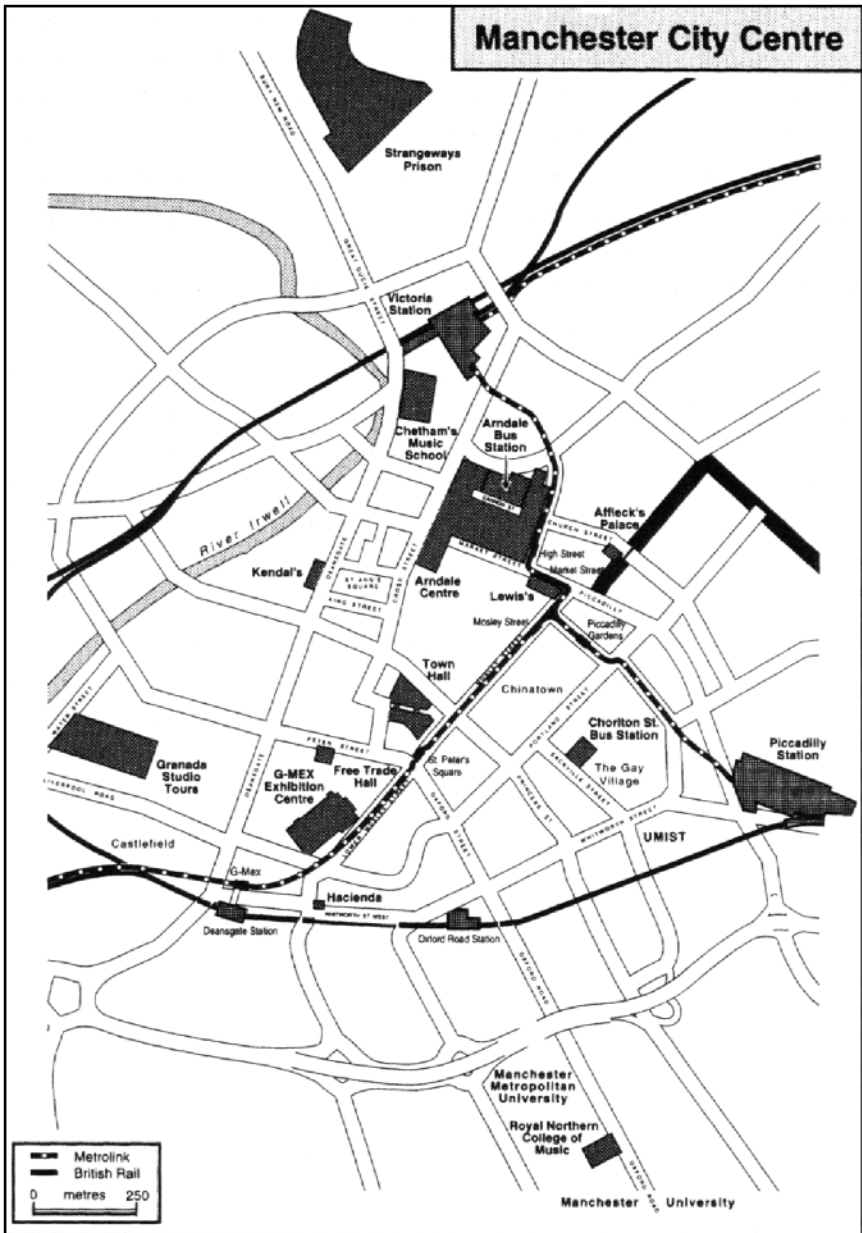 Manchester City Centre
BURY NEW ROAD
Strangeways
Prison
GREAT DUCIE STREET
Victoria
Station
Chetham's
Music
School
Arndale
Bus
Station
CANNON ST
Affleck's
Palace
CHURCH STREET
River Irwell
MARKET STREET
High Street
Market Street
Kendal's
DEANSGATE
ST ANN'S
SQUARE
KING STREET
CROSS STREET
Arndale
Centre
Lewis's
PICCADILLY
Mosley Street
Piccadilly
Gardens
Town
Hall
Chinatown
PORTLAND STREET
Chorlton St.
Bus Station
Piccadilly
Station
WATER STREET
Granada
Studio
Tours
PETER STREET
Free Trade
Hall
G-MEX
Exhibition
Centre
St. Peter's
Square
SACKVILLE STREET
The Gay
Village
PRINCESS ST
DEANSGATE
LIVERPOOL ROAD
OXFORD STREET
WHITWORTH STREET
UMIST
Castlefield
G-Mex
LOWER
Hacienda
WHITWORTH ST WEST
Deansgate Station
Oxford Road Station
OXFORD ROAD
Manchester
Metropolitan
University
Royal Northern
College of
Music
OXFORD ROAD
Manchester University
Metrolink
British Rail
0 metres 250